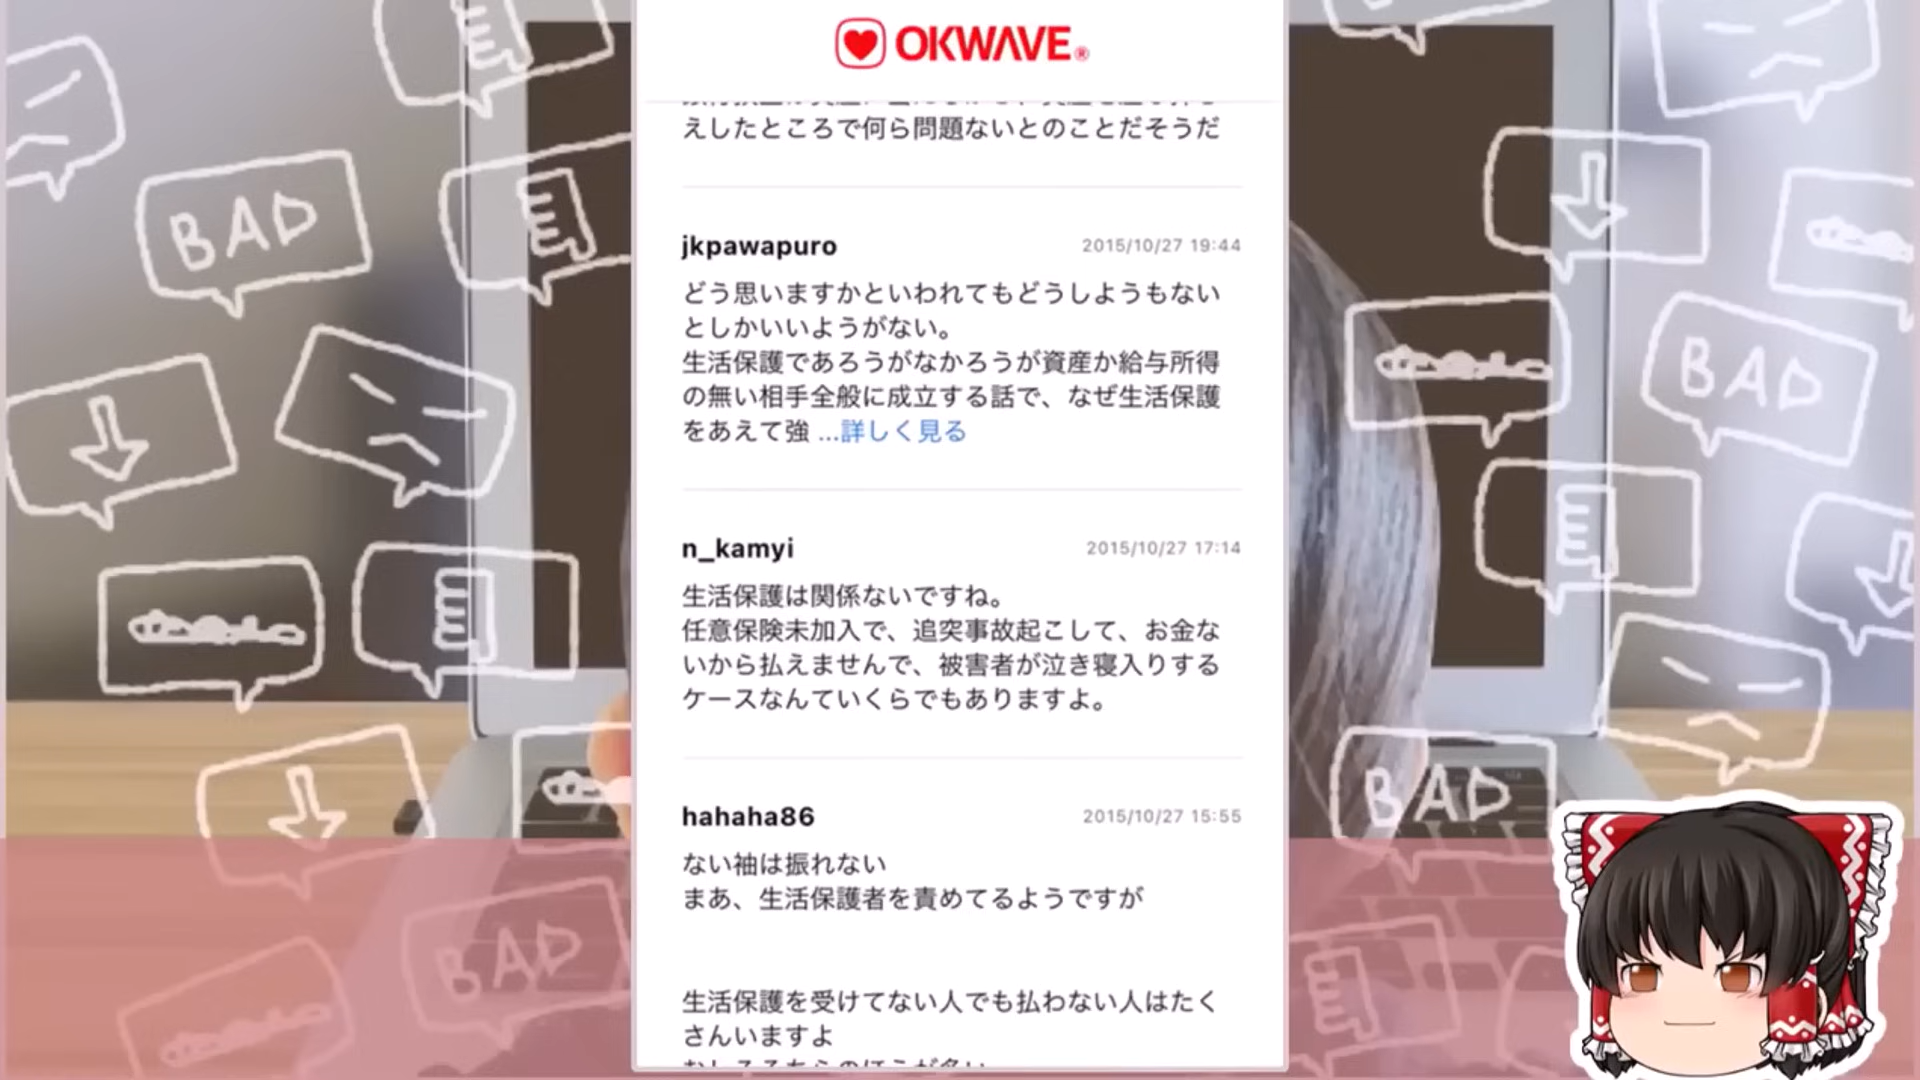 OKWAVE®
えしたところで何ら問題ないとのことだそうだ
jkpawapuro 2015/10/27 19:44
どう思いますかといわれてもどうしようもない
としかいいようがない。
生活保護であろうがなかろうが資産か給与所得
の無い相手全般に成立する話で、なぜ生活保護
をあえて強 ...詳しく見る
n_kamyi 2015/10/27 17:14
生活保護は関係ないですね。
任意保険未加入で、追突事故起こして、お金な
いから払えませんで、被害者が泣き寝入りする
ケースなんていくらでもありますよ。
hahaha86 2015/10/27 15:55
ない袖は振れない
まあ、生活保護者を責めてるようですが
生活保護を受けてない人でも払わない人はたく
さんいますよ
BAD
BAD
BAD
BAD